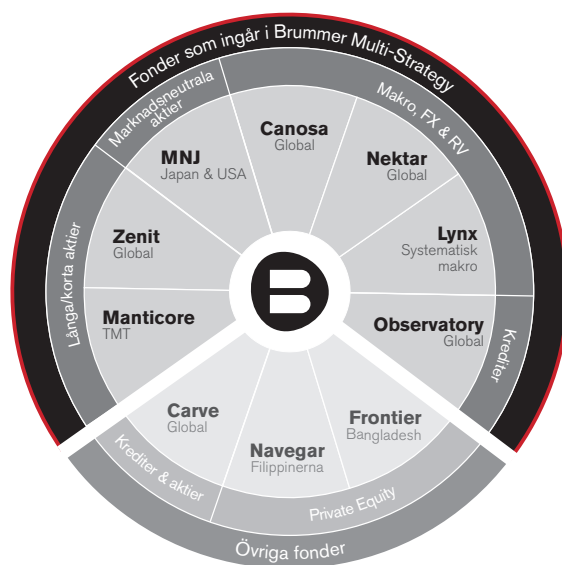 Fonder som ingår i Brummer Multi-Strategy
Marknadsneutrala
aktier
Makro, FX & RV
Långa/korta aktier
Krediter
Canosa
Global
MNJ
Japan & USA
Nektar
Global
Zenit
Global
Lynx
Systematisk
makro
Manticore
TMT
Observatory
Global
B
Carve
Global
Navegar
Filippinerna
Frontier
Bangladesh
Krediter & aktier
Private Equity
Övriga fonder